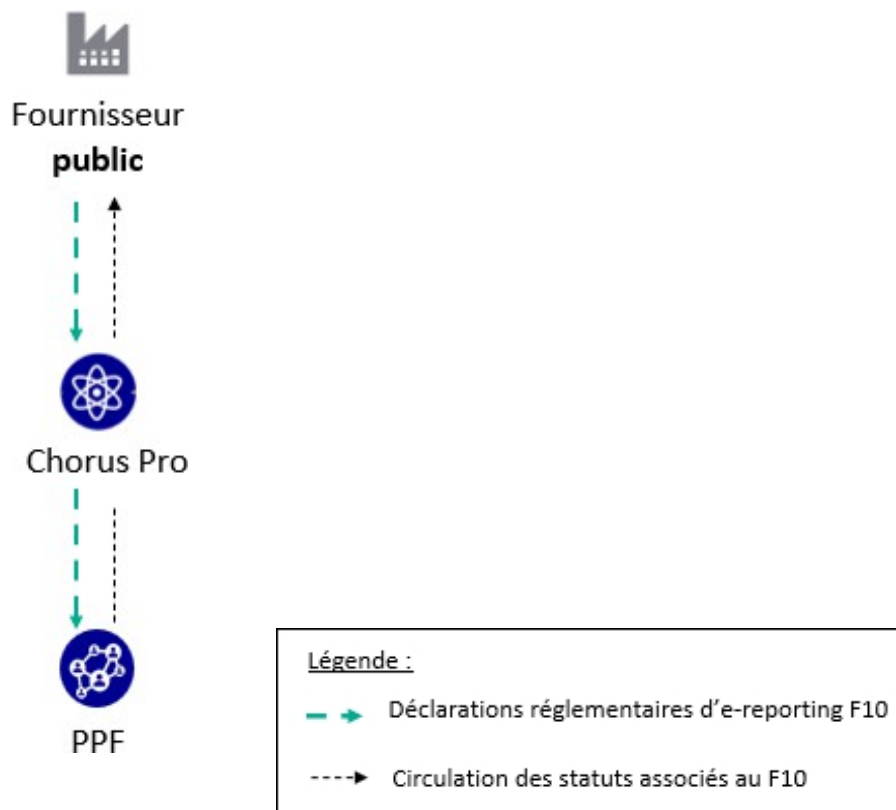 Fournisseur
public
Chorus Pro
PPF
Légende :
Déclarations réglementaires d’e-reporting F10
Circulation des statuts associés au F10